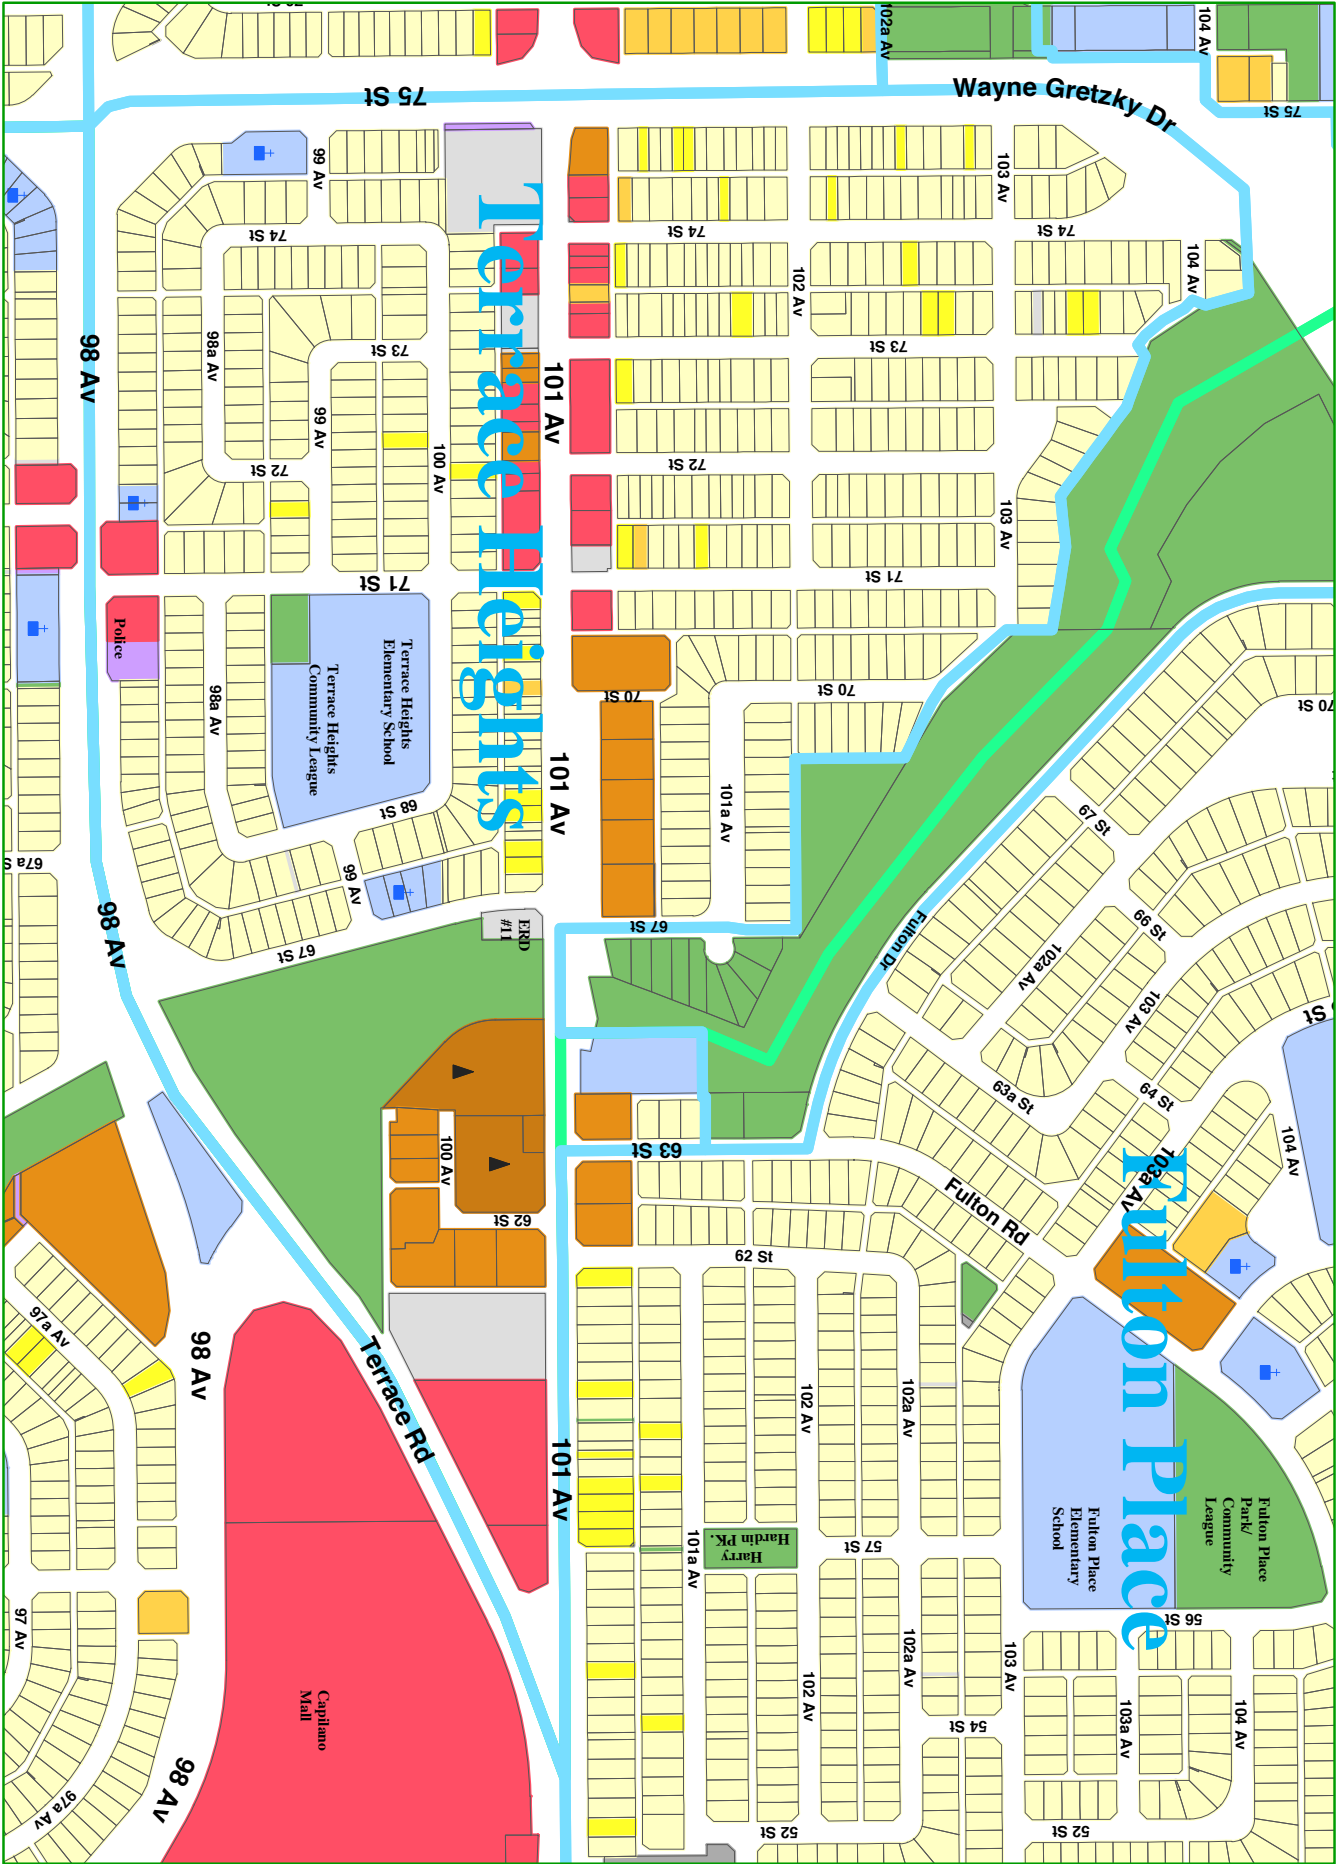 102a Av
104 Av
75 St
Wayne Gretzky Dr
75 St
99 Av
103 Av
74 St
74 St
74 St
104 Av
102 Av
98a Av
98 Av
73 St
73 St
99 Av
101 Av
100 Av
72 St
72 St
103 Av
71 St
71 St
Terrace Heights
Police
Terrace Heights
Elementary School
Terrace Heights
Community League
98a Av
70 St
70 St
70
101 Av
101a Av
68 St
67 St
67a S
99 Av
66 St
98 Av
67 St
ERD
#11
67 St
Fulton Dr
102a Av
103 Av
St
63a St
64 St
100 Av
63 St
104 Av
103a Av
Fulton Rd
62 St
62 St
Fulton Place
97a Av
98 Av
Terrace Rd
102 Av
102a Av
101 Av
101a Av
Harry
Hardin PK.
57 St
Fulton Place
Elementary
School
Fulton Place
Park/
Community
League
56 St
97 Av
102 Av
102a Av
103 Av
103a Av
104 Av
Capilano
Mall
54 St
98 Av
97a Av
52 St
52 St